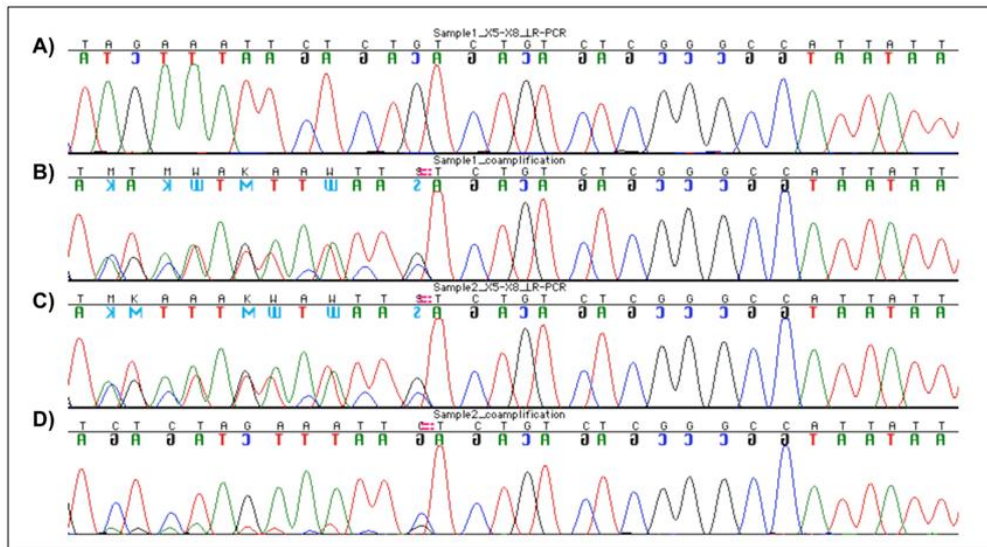 Sample1_X5-X8_LR-PCR
A) T A G A A A T T C T C T G T C T G T C T C G G G C C A T T A T T
A T C T T T A A G A G A C A G A C A G A G C C C G G T A A T A A
Sample1_coamplification
B) T M T M W A K A A W T T S T C T G T C T C G G G C C A T T A T T
A K A K W T M T T W A A S A G A C A G A G C C C G G T A A T A A
Sample2_X5-X8_LR-PCR
C) T M K A A A K W A W T T S T C T G T C T C G G G C C A T T A T T
A K M T T T M W T W A A S A G A C A G A G C C C G G T A A T A A
Sample2_coamplification
D) T C T C T A G A A A T T C T C T G T C T C G G G C C A T T A T T
A G A G A T C T T T A A G A G A C A G A G C C C G G T A A T A A